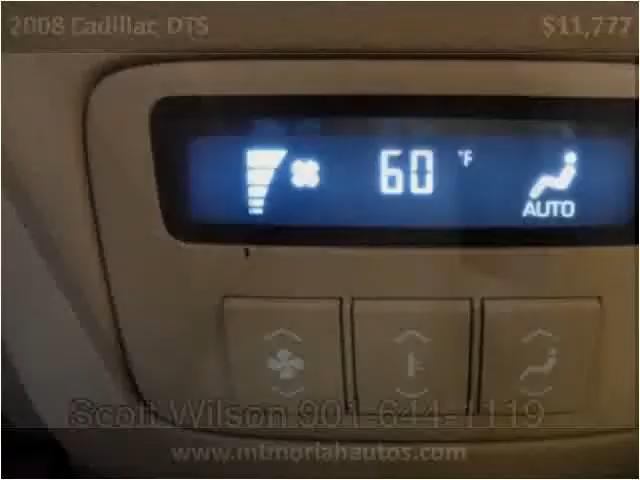 2008 Cadillac DTS $11,777
60 °F
AUTO
Scott Wilson 901-644-1119
www.mtmoriahautos.com